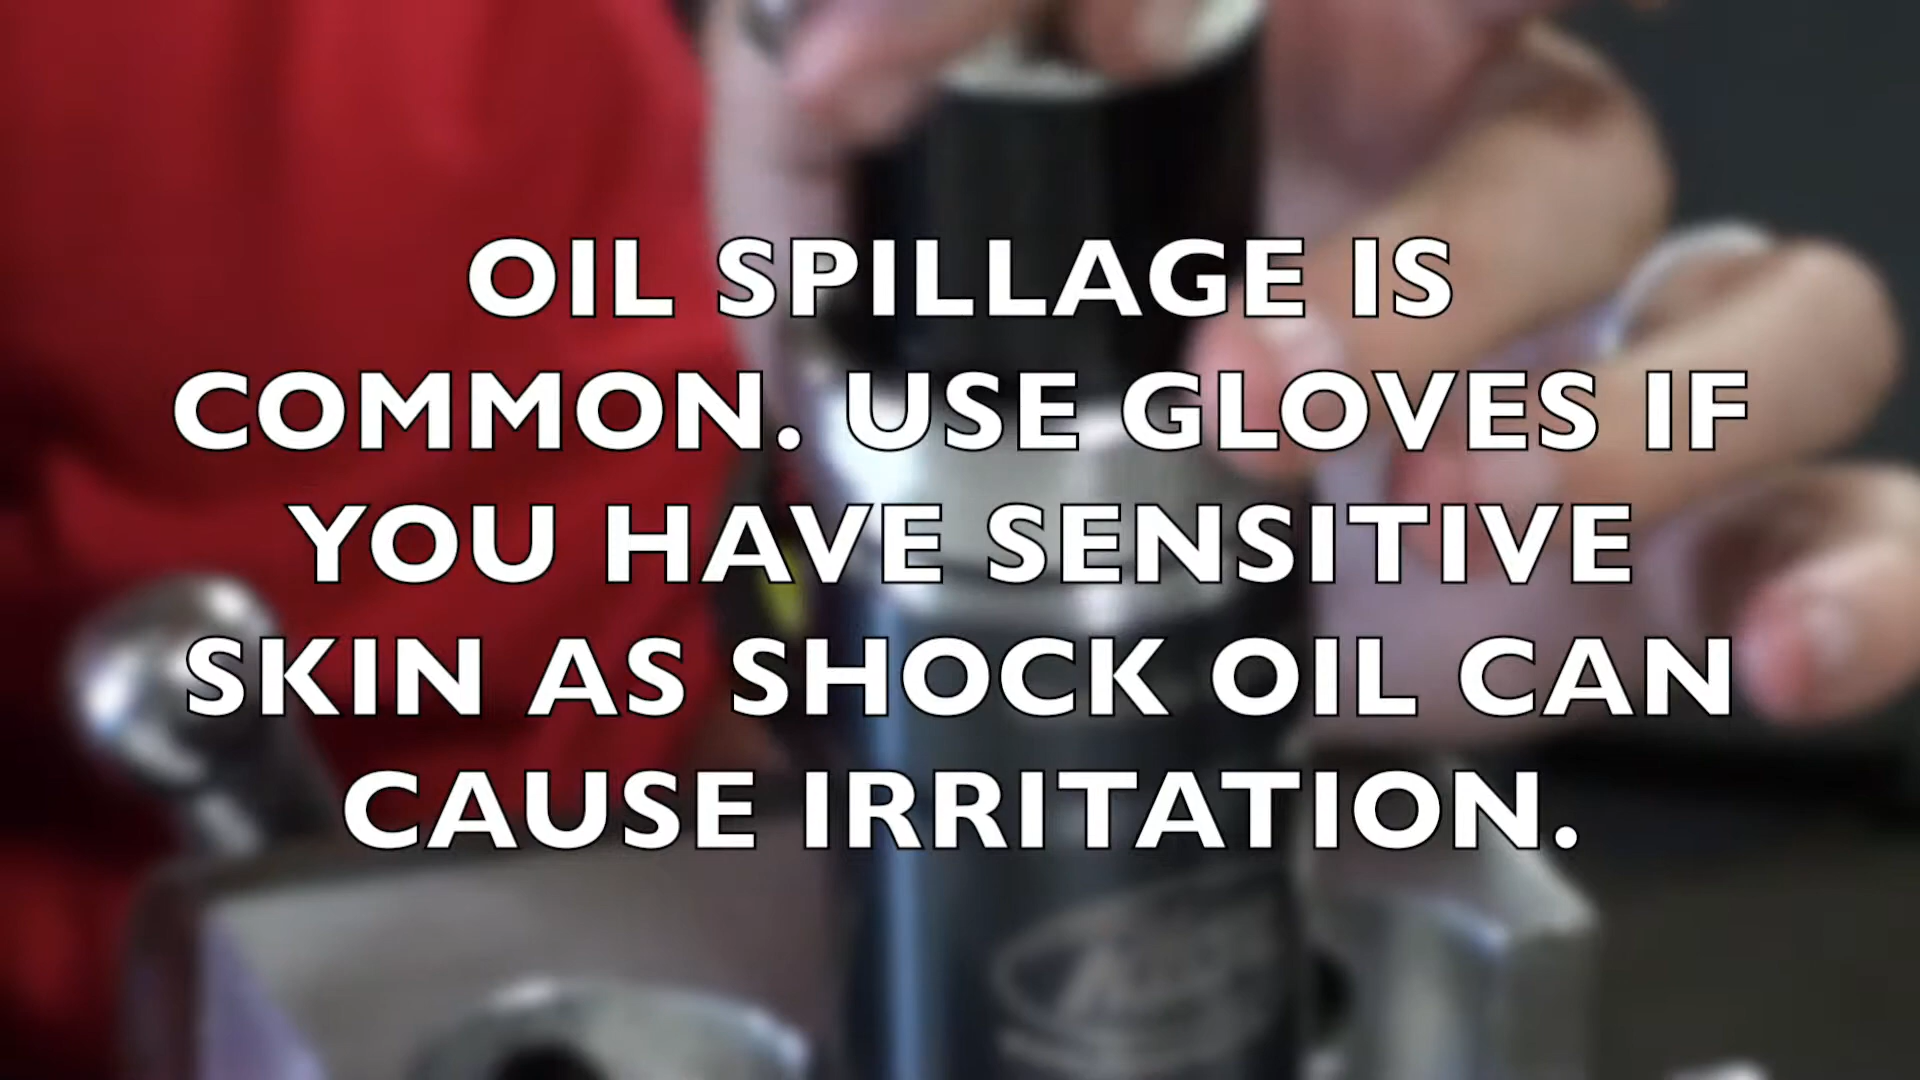 OIL SPILLAGE IS
COMMON. USE GLOVES IF
YOU HAVE SENSITIVE
SKIN AS SHOCK OIL CAN
CAUSE IRRITATION.